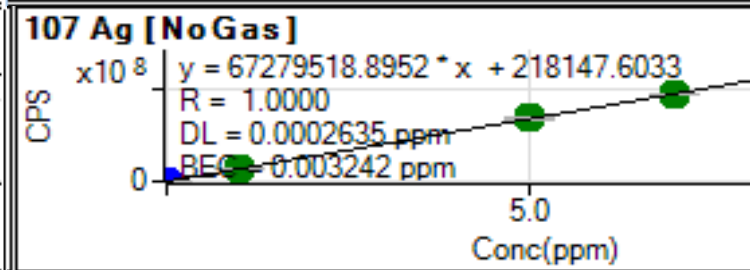 107 Ag [NoGas]
x10 8
y = 67279518.8952 * x + 218147.6033
R = 1.0000
DL = 0.0002635 ppm
BEC = 0.003242 ppm
CPS
0
5.0
Conc(ppm)